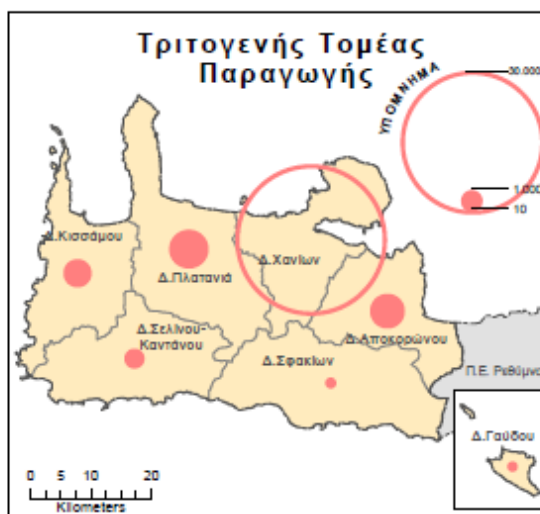 Τριτογενής Τομέας
Παραγωγής
ΥΠΟΜΝΗΜΑ
30.000
1.000
10
Δ.Κισσάμου
Δ.Πλατανιά
Δ.Χανίων
Δ.Σελίνου-
Καντάνου
Δ.Αποκορώνου
Δ.Σφακίων
Π.Ε. Ρεθύμνο
Δ.Γαύδου
0 5 10 20
Kilometers